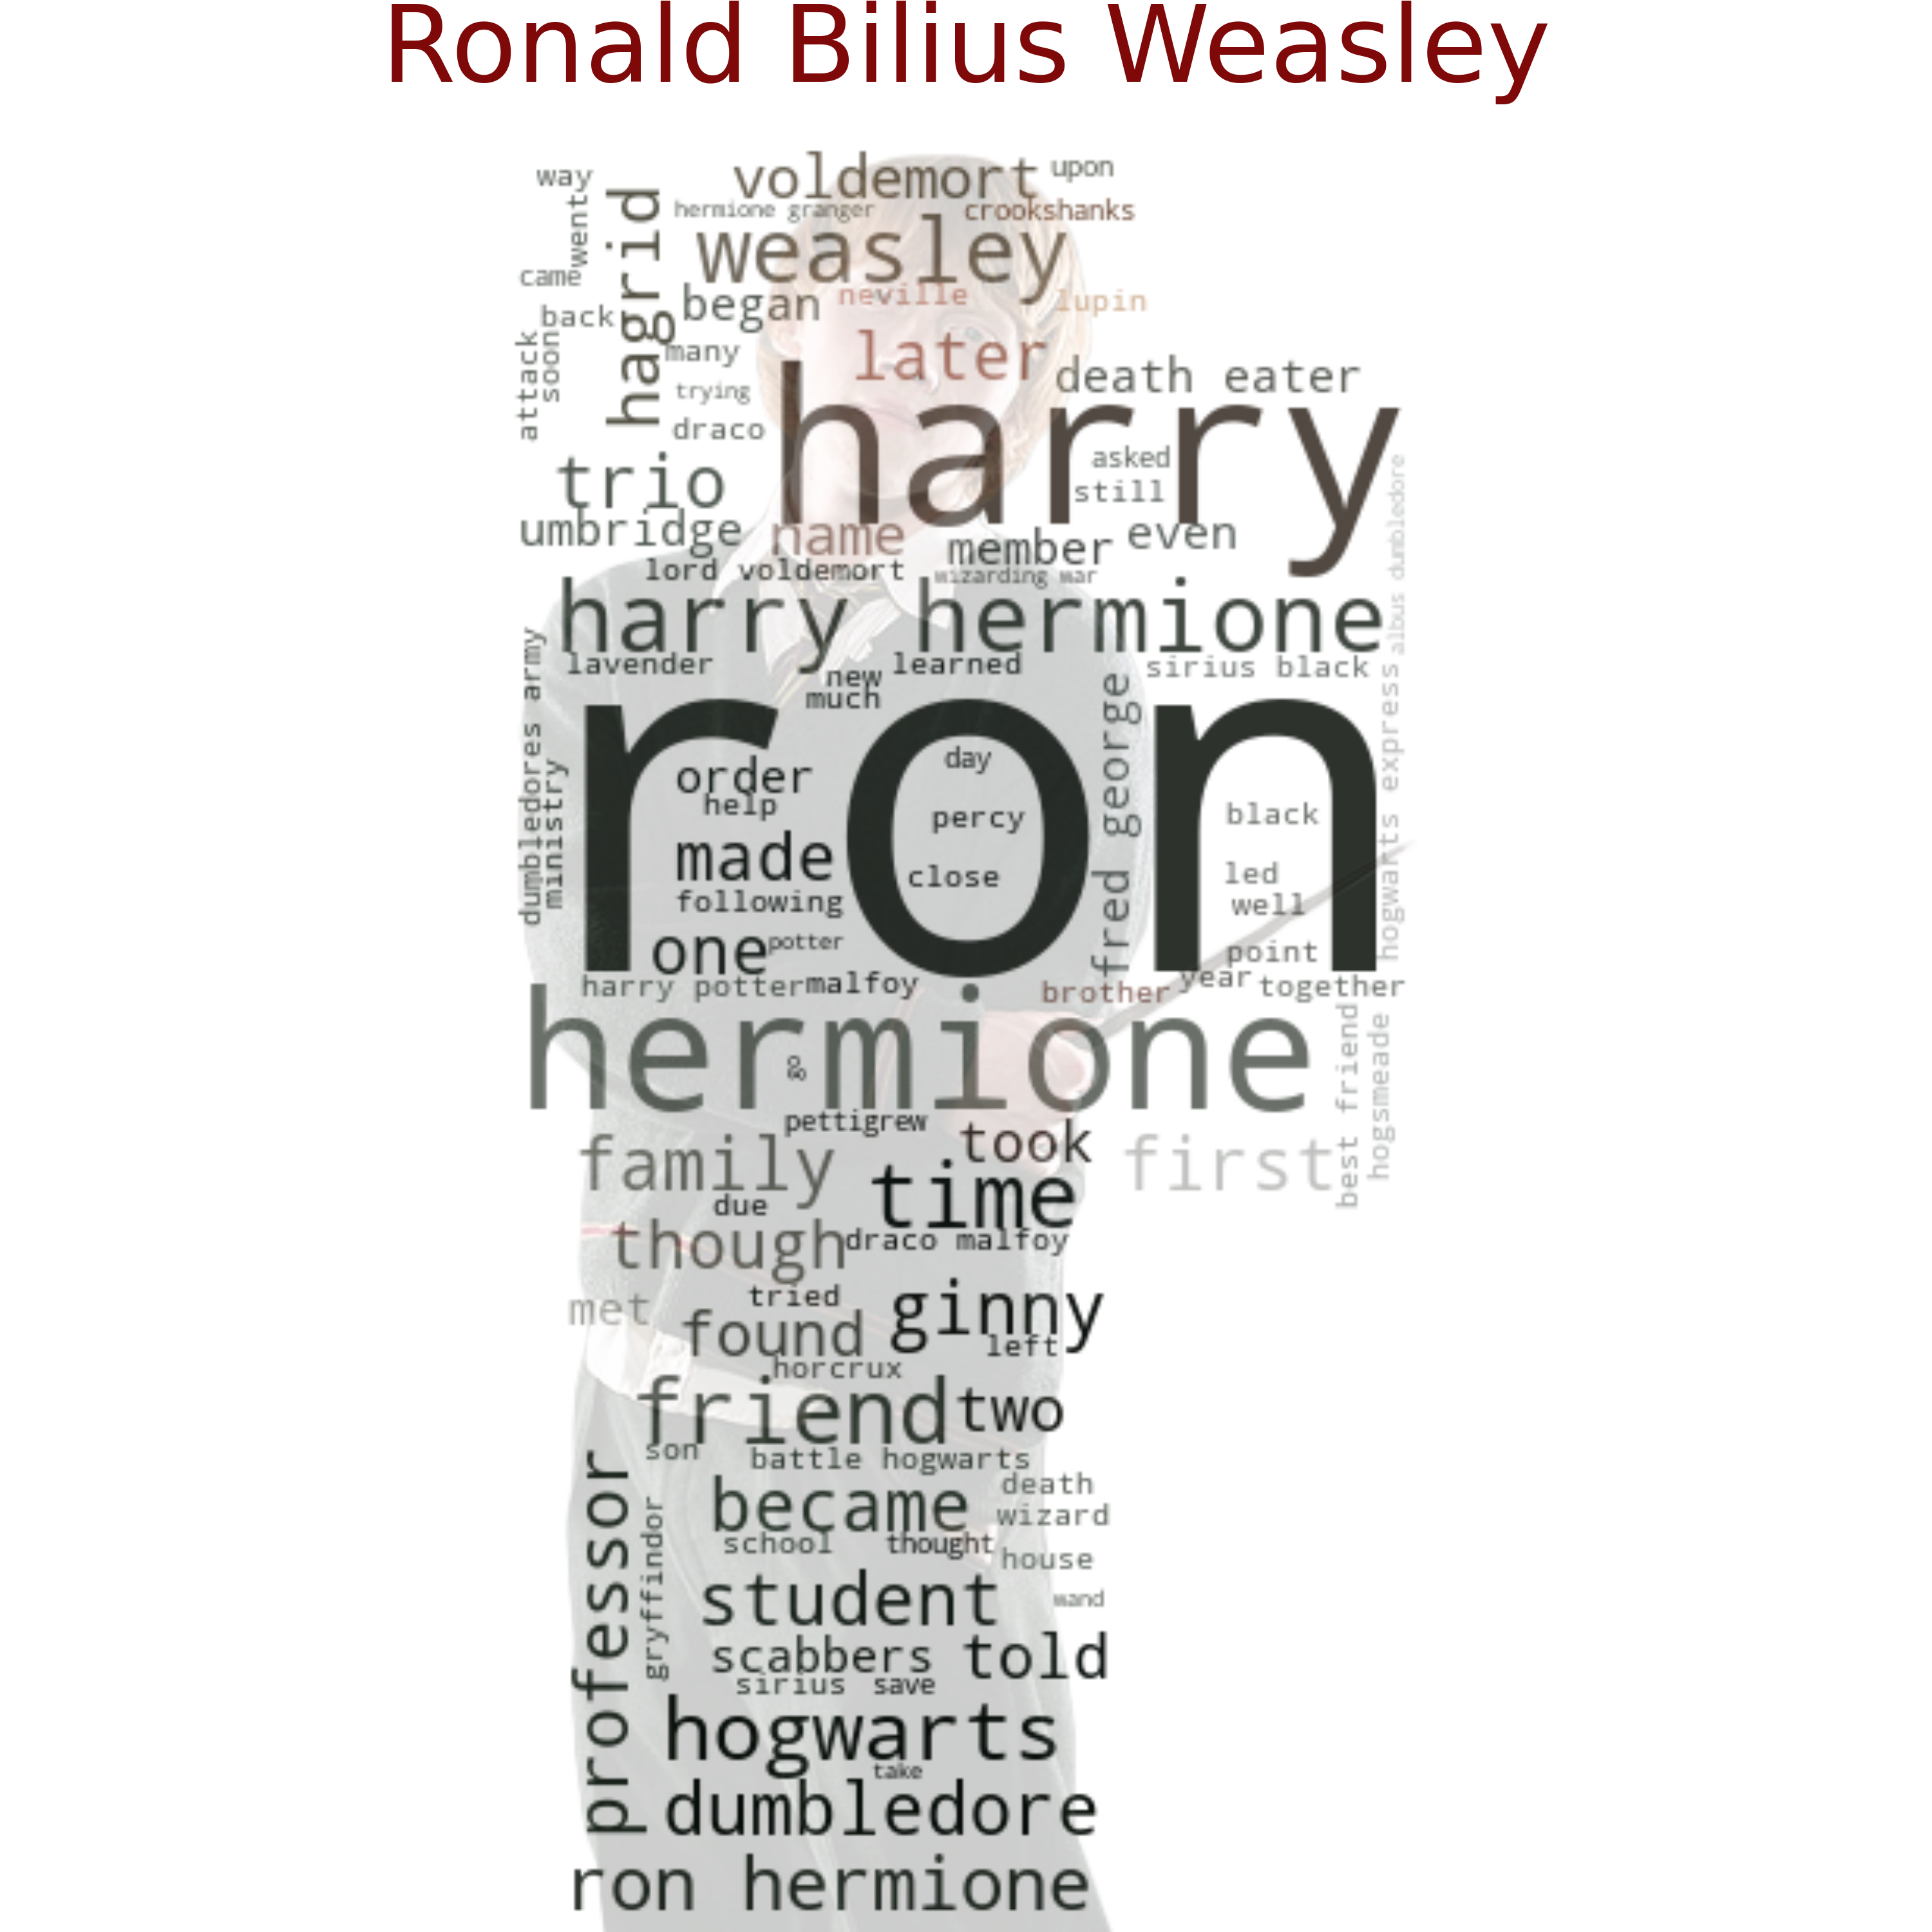 Ronald Bilius Weasley
way
voldemort
upon
went
hagrid
hermione granger
crookshanks
weasley
came
began
neville
lupin
back
many
later
attack
soon
death eater
trying
harry
draco
asked
trio
still
albus dumbledore
umbridge
name
member
even
lord voldemort
wizarding war
harry hermione
lavender
new
learned
sirius black
much
dumbledores army
ministry
ron
fred george
hogwarts express
order
day
help
percy
black
made
close
led
following
well
one
potter
point
harry potter
malfoy
brother
year
together
hermione
&
best friend
hogsmeade
pettigrew
took
family
first
time
due
though
draco malfoy
met
tried
ginny
found
left
horcrux
friend
two
son
battle hogwarts
professor
gryffindor
became
death
wizard
school
thought
house
student
wand
scabbers
told
sirius
save
hogwarts
take
dumbledore
ron hermione